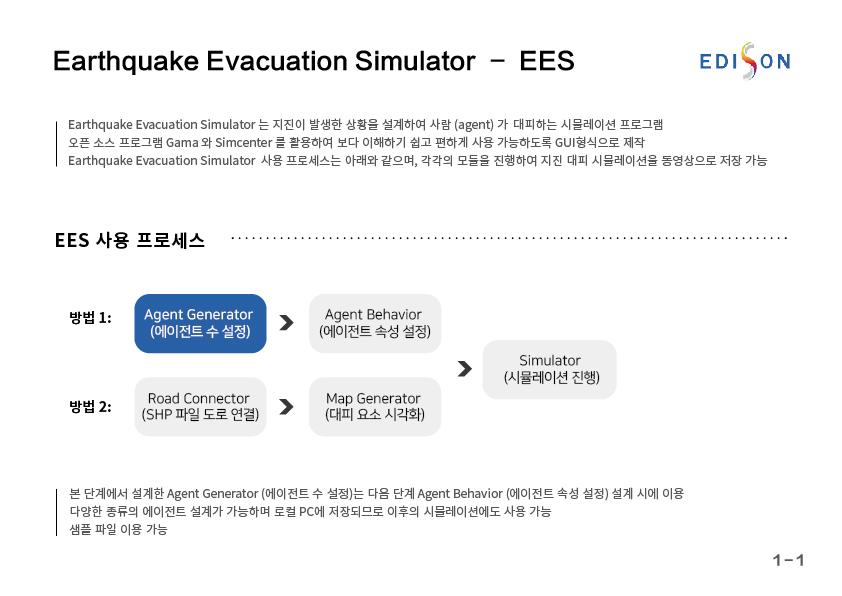 Earthquake Evacuation Simulator – EES
EDISON
Earthquake Evacuation Simulator 는 지진이 발생한 상황을 설계하여 사람 (agent) 가 대피하는 시뮬레이션 프로그램
오픈 소스 프로그램 Gama 와 Simcenter 를 활용하여 보다 이해하기 쉽고 편하게 사용 가능하도록 GUI형식으로 제작
Earthquake Evacuation Simulator 사용 프로세스는 아래와 같으며, 각각의 모듈을 진행하여 지진 대피 시뮬레이션을 동영상으로 저장 가능
EES 사용 프로세스
방법 1:
Agent Generator
(에이전트 수 설정)
Agent Behavior
(에이전트 속성 설정)
Simulator
(시뮬레이션 진행)
방법 2:
Road Connector
(SHP 파일 도로 연결)
Map Generator
(대피 요소 시각화)
본 단계에서 설계한 Agent Generator (에이전트 수 설정)는 다음 단계 Agent Behavior (에이전트 속성 설정) 설계 시에 이용
다양한 종류의 에이전트 설계가 가능하며 로컬 PC에 저장되므로 이후의 시뮬레이션에도 사용 가능
샘플 파일 이용 가능
1–1